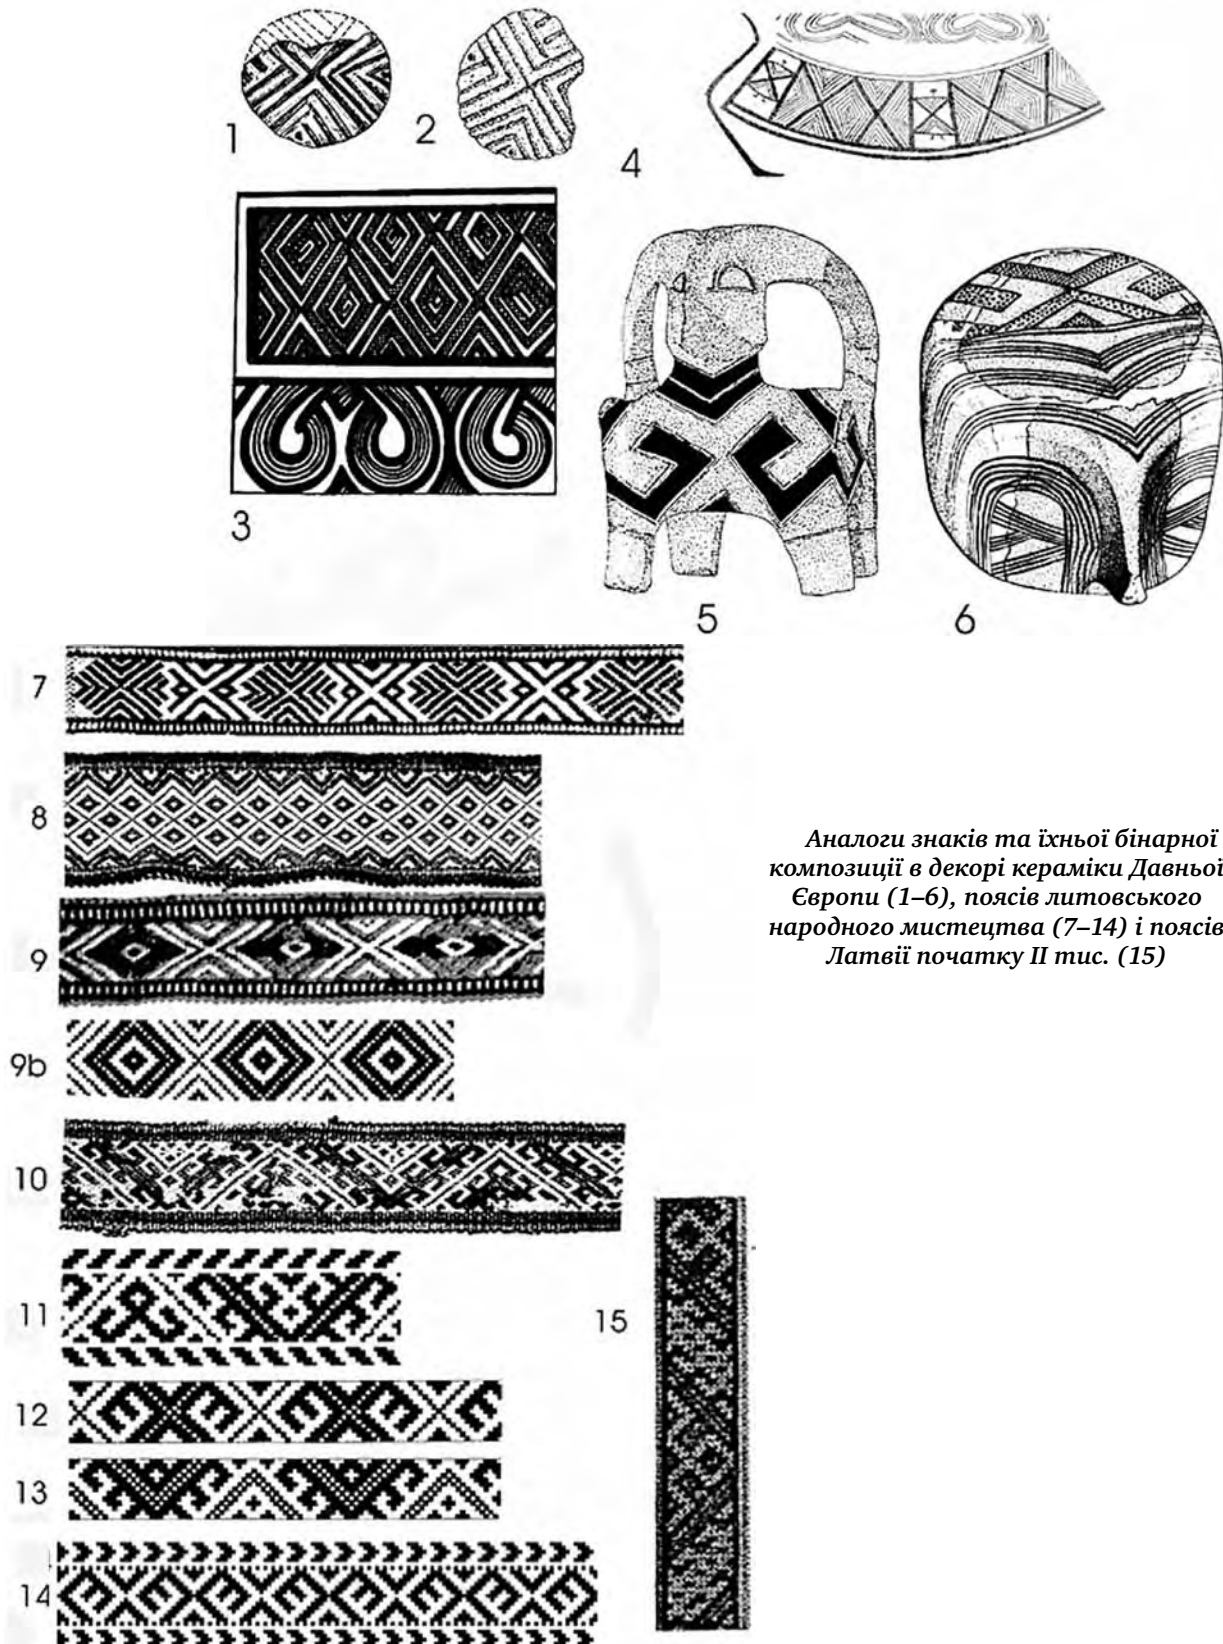 1
2
4
3
5
6
7
8
Аналоги знаків та їхньої бінарної
композиції в декорі кераміки Давньої
Європи (1–6), поясів литовського
народного мистецтва (7–14) і поясів
Латвії початку II тис. (15)
9
9b
10
11
15
12
13
14